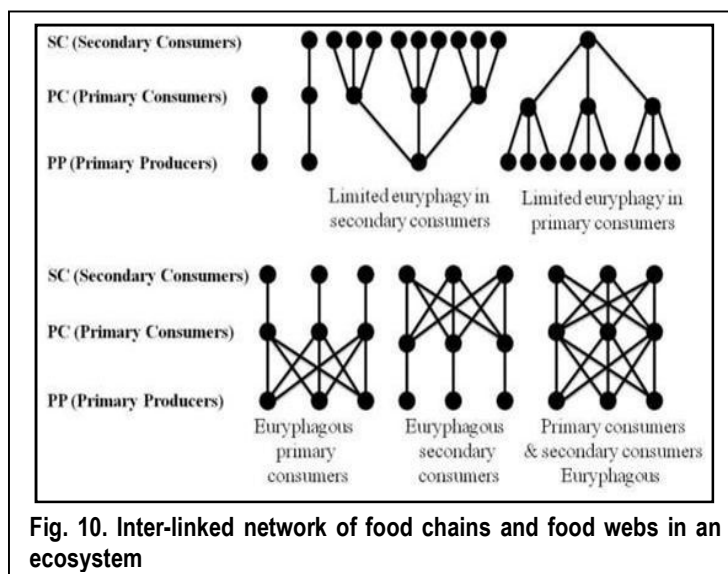 SC (Secondary Consumers)
PC (Primary Consumers)
PP (Primary Producers)
Limited euryphagy in
secondary consumers
Limited euryphagy in
primary consumers
SC (Secondary Consumers)
PC (Primary Consumers)
PP (Primary Producers)
Euryphagous
primary
consumers
Euryphagous
secondary
consumers
Primary consumers
& secondary consumers
Euryphagous
Fig. 10. Inter-linked network of food chains and food webs in an
ecosystem